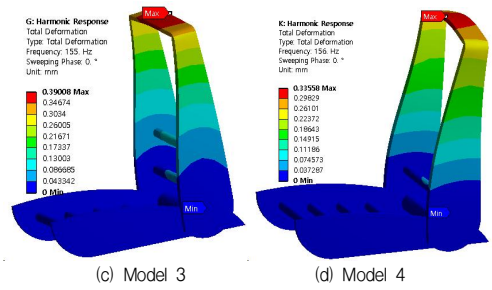 G: Harmonic Response
Total Deformation
Type: Total Deformation
Frequency: 155. Hz
Sweeping Phase: 0. °
Unit: mm
0.39008 Max
0.34674
0.3034
0.26005
0.21671
0.17337
0.13003
0.086685
0.043342
0 Min
Max
Min
(c) Model 3
K: Harmonic Response
Total Deformation
Type: Total Deformation
Frequency: 156. Hz
Sweeping Phase: 0. °
Unit: mm
0.33558 Max
0.29829
0.26101
0.22372
0.18643
0.14915
0.11186
0.074573
0.037287
0 Min
Max
Min
(d) Model 4